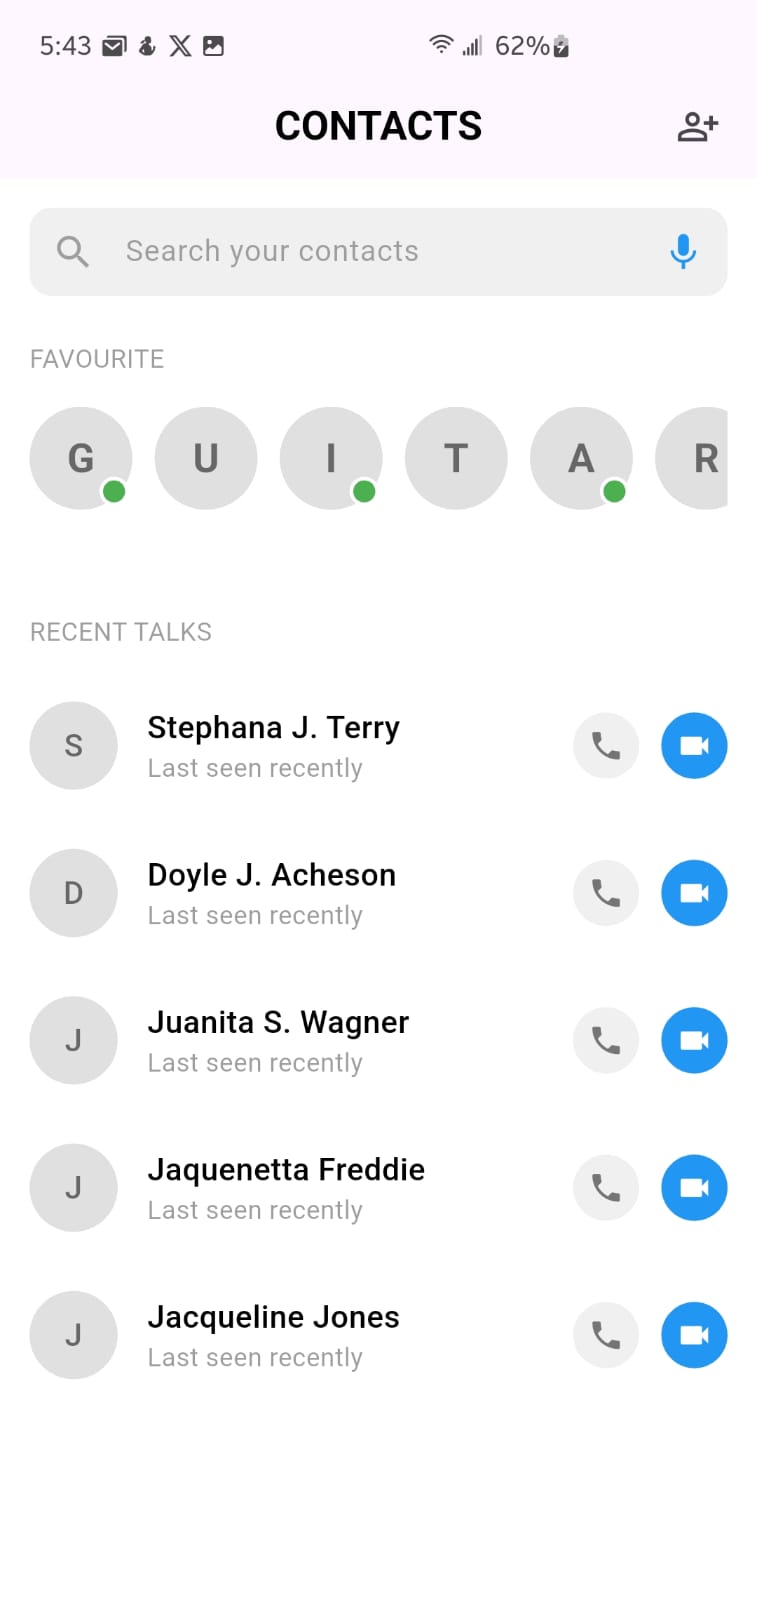 5:43 62%
CONTACTS
Search your contacts
FAVOURITE
G U I T A R
RECENT TALKS
S
Stephana J. Terry
Last seen recently
D
Doyle J. Acheson
Last seen recently
J
Juanita S. Wagner
Last seen recently
J
Jaquenetta Freddie
Last seen recently
J
Jacqueline Jones
Last seen recently